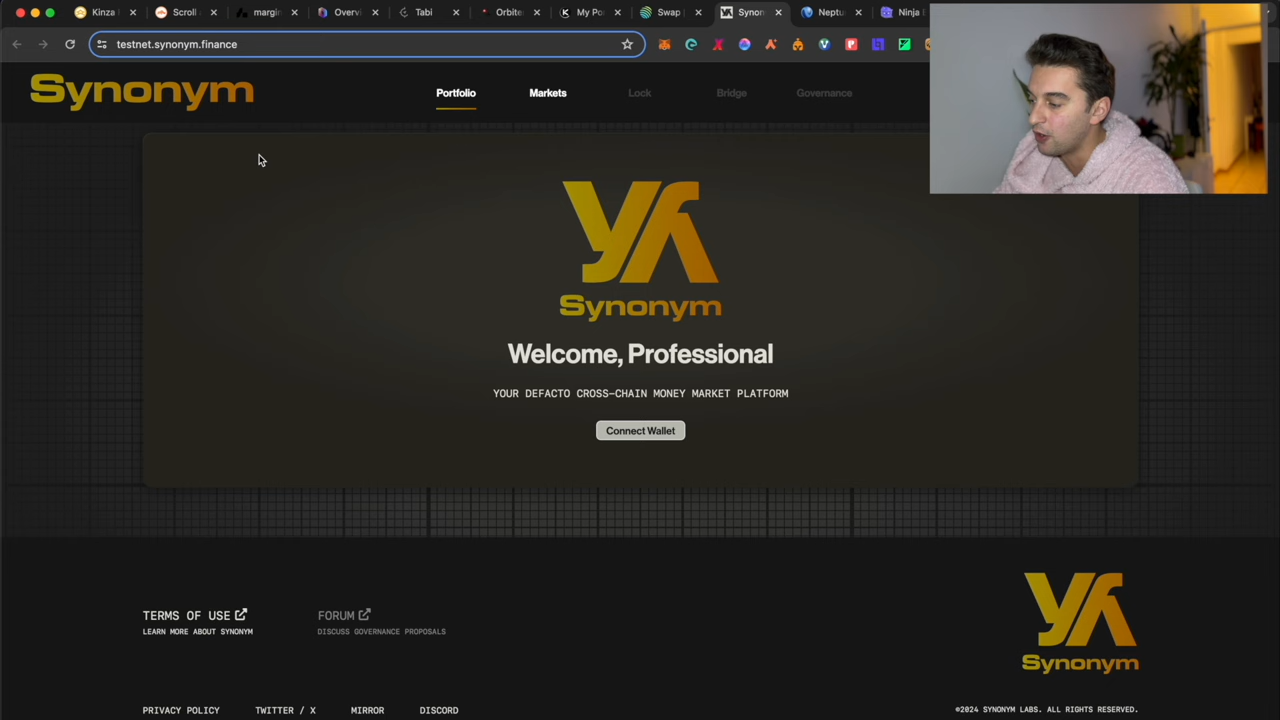 Kinza
Scroll
margin
Overvi
Tabi
Orbite
My Po
Swap
Synon
Neptu
Ninja
testnet.synonym.finance
Synonym
Portfolio
Markets
Lock
Bridge
Governance
Synonym
Welcome, Professional
YOUR DEFACTO CROSS-CHAIN MONEY MARKET PLATFORM
Connect Wallet
TERMS OF USE
LEARN MORE ABOUT SYNONYM
FORUM
DISCUSS GOVERNANCE PROPOSALS
Synonym
PRIVACY POLICY
TWITTER / X
MIRROR
DISCORD
©2024 SYNONYM LABS. ALL RIGHTS RESERVED.